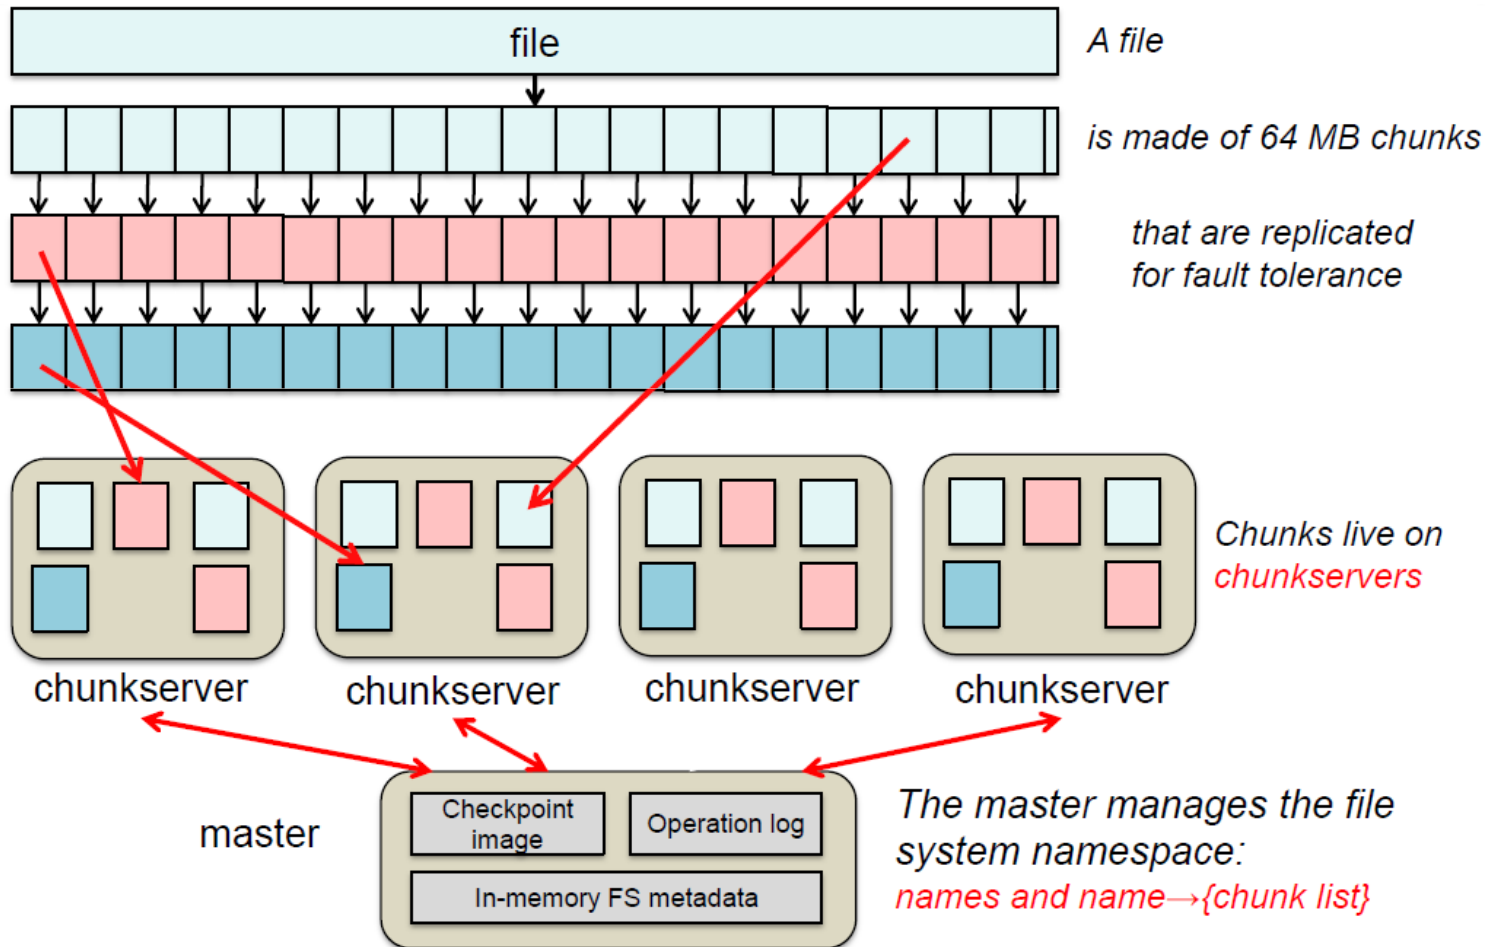 file
A file
is made of 64 MB chunks
that are replicated
for fault tolerance
Chunks live on
chunkservers
chunkserver
chunkserver
chunkserver
chunkserver
master
Checkpoint
image
Operation log
In-memory FS metadata
The master manages the file
system namespace:
names and name→{chunk list}